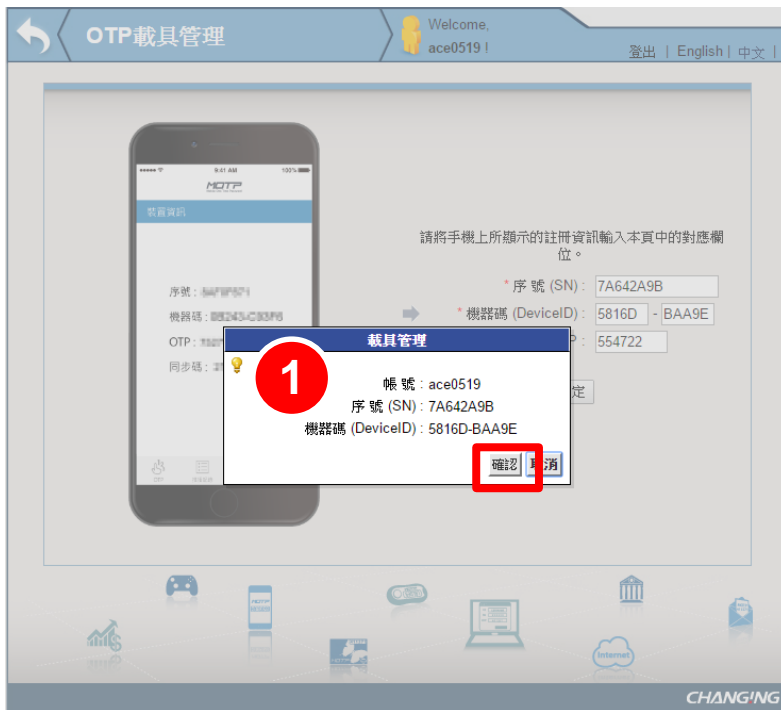 OTP載具管理
Welcome,
ace0519 !
登出 | English | 中文 |
9:41 AM 100%
MOTP
裝置資訊
請將手機上所顯示的註冊資訊輸入本頁中的對應欄
位。
序號 :
* 序 號 (SN) : 7A642A9B
機器碼 :
* 機器碼 (DeviceID) : 5816D - BAA9E
OTP :
P : 554722
同步碼 :
定
載具管理
1
帳 號 : ace0519
序 號 (SN) : 7A642A9B
機器碼 (DeviceID) : 5816D-BAA9E
確認 取消
OTP
MOTP
Internet
CHANGING